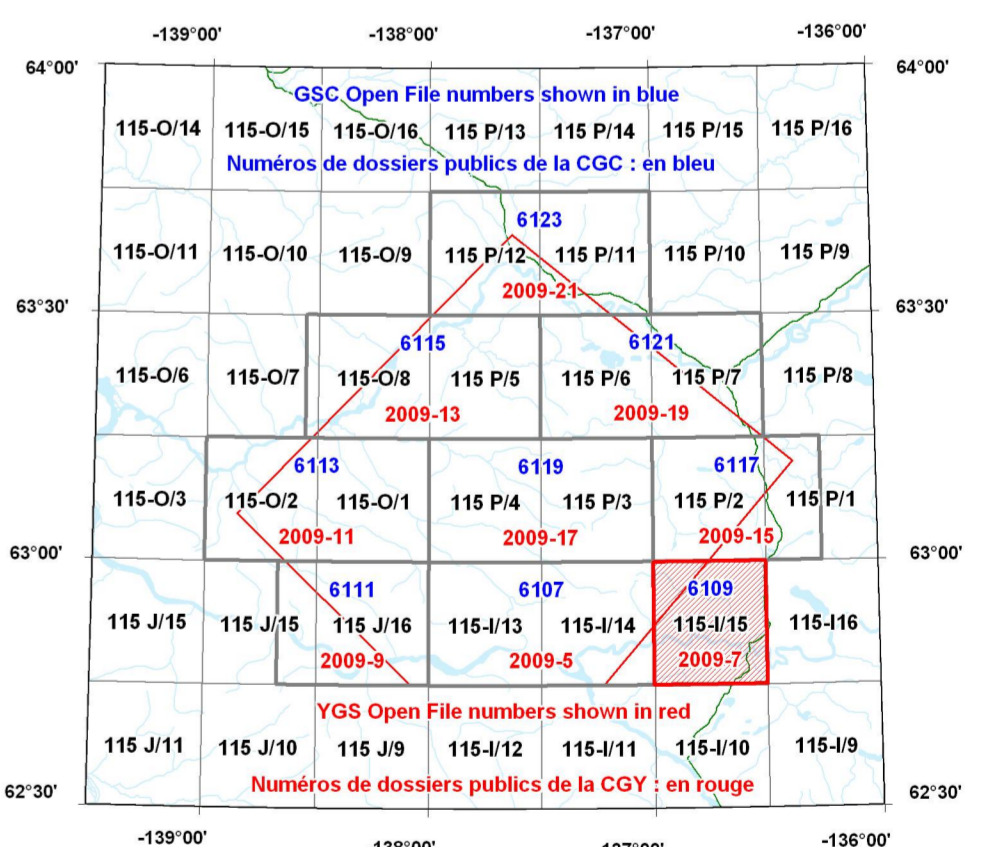 -139°00' -138°00' -137°00' -136°00'
64°00' 64°00'
GSC Open File numbers shown in blue
115-O/14 115-O/15 115-O/16 115 P/13 115 P/14 115 P/15 115 P/16
Numéros de dossiers publics de la CGC : en bleu
6123
115-O/11 115-O/10 115-O/9 115 P/12 115 P/11 115 P/10 115 P/9
2009-21
63°30' 63°30'
6115 6121
115-O/6 115-O/7 115-O/8 115 P/5 115 P/6 115 P/7 115 P/8
2009-13 2009-19
6113 6119 6117
115-O/3 115-O/2 115-O/1 115 P/4 115 P/3 115 P/2 115 P/1
2009-11 2009-17 2009-15
63°00' 63°00'
6111 6107 6109
115 J/15 115 J/15 115 J/16 115-I/13 115-I/14 115-I/15 115-I16
2009-9 2009-5 2009-7
YGS Open File numbers shown in red
115 J/11 115 J/10 115 J/9 115-I/12 115-I/11 115-I/10 115-I/9
Numéros de dossiers publics de la CGY : en rouge
62°30' 62°30'
-139°00' -138°00' -137°00' -136°00'